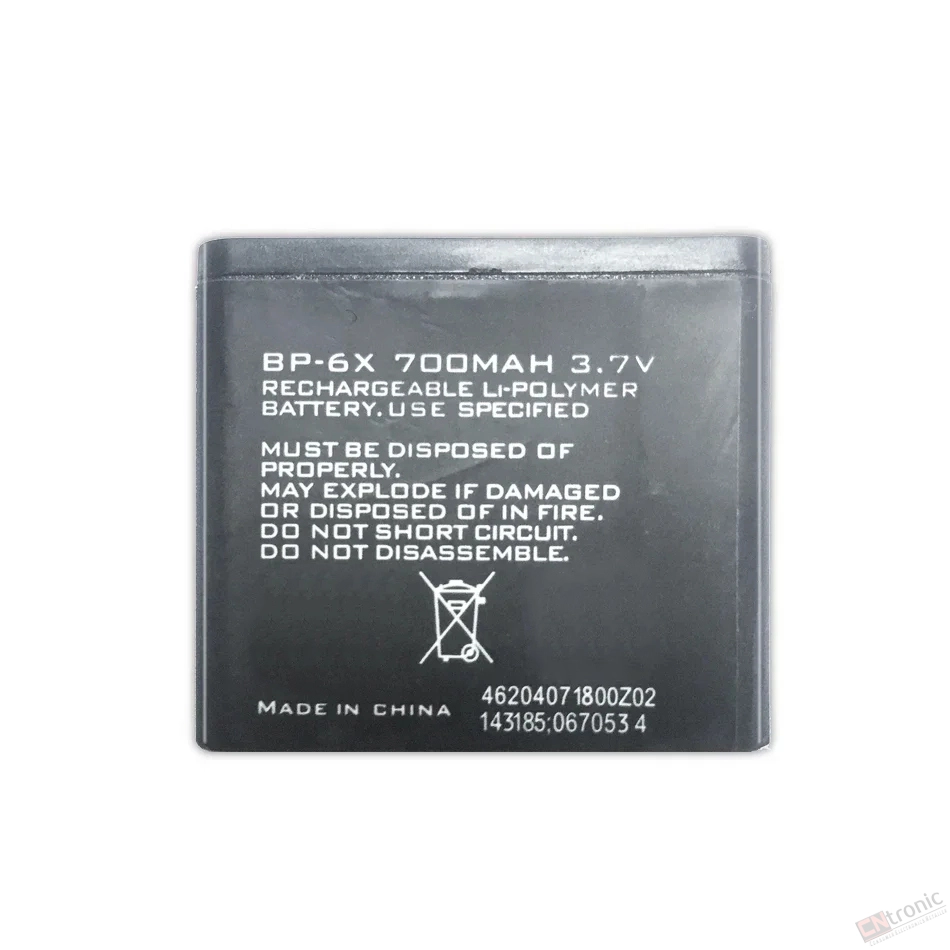 BP-6X 700MAH 3.7V
RECHARGEABLE LI-POLYMER
BATTERY. USE SPECIFIED
MUST BE DISPOSED OF
PROPERLY.
MAY EXPLODE IF DAMAGED
OR DISPOSED OF IN FIRE.
DO NOT SHORT CIRCUIT.
DO NOT DISASSEMBLE.
MADE IN CHINA
46204071800Z02
143185;067053 4
CNtronic